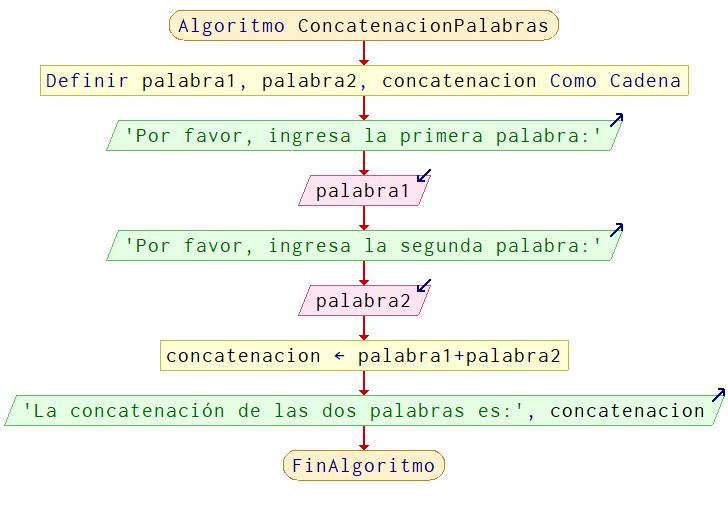 Algoritmo ConcatenacionPalabras
Definir palabra1, palabra2, concatenacion Como Cadena
'Por favor, ingresa la primera palabra:'
palabra1
'Por favor, ingresa la segunda palabra:'
palabra2
concatenacion ← palabra1+palabra2
'La concatenación de las dos palabras es:', concatenacion
FinAlgoritmo